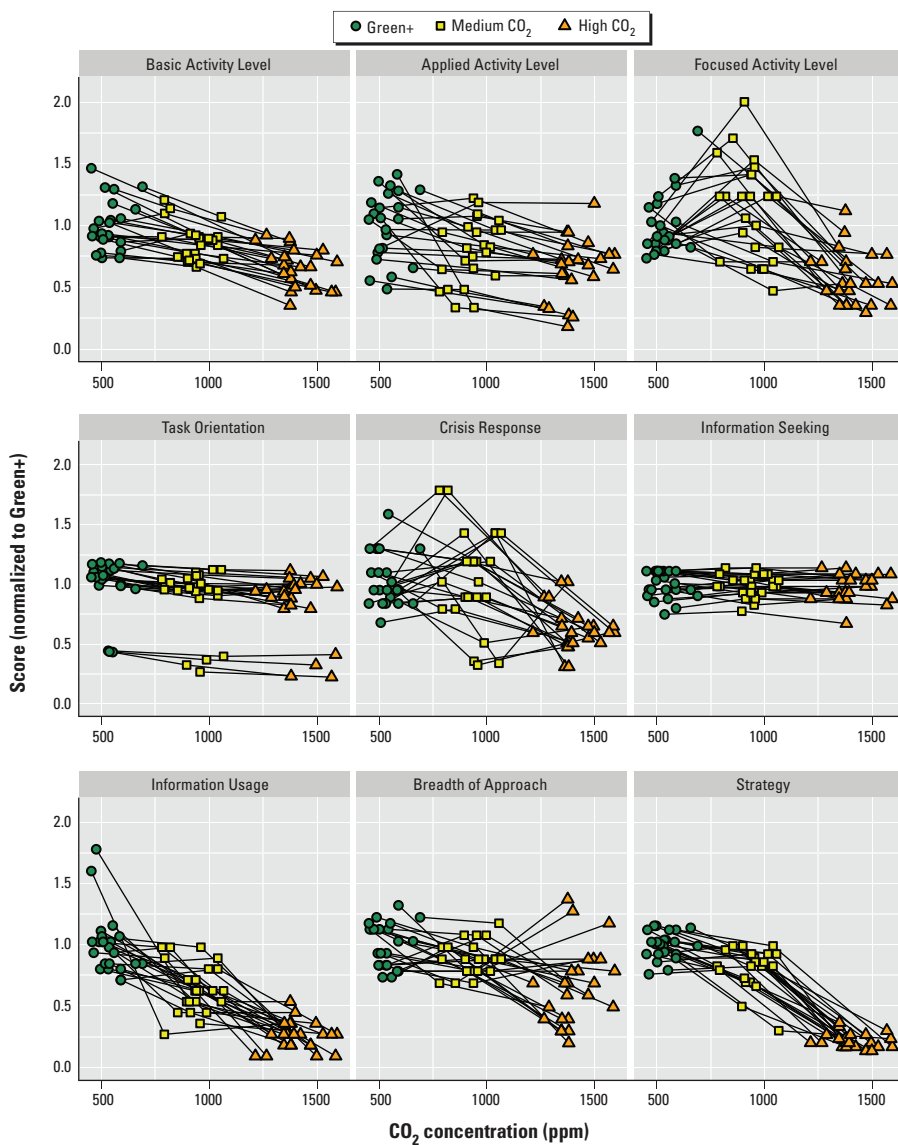 Green+ Medium CO₂ High CO₂
Basic Activity Level Applied Activity Level Focused Activity Level
2.0
1.5
1.0
0.5
0.0
500 1000 1500 500 1000 1500 500 1000 1500
Task Orientation Crisis Response Information Seeking
Score (normalized to Green+)
2.0
1.5
1.0
0.5
0.0
500 1000 1500 500 1000 1500 500 1000 1500
Information Usage Breadth of Approach Strategy
2.0
1.5
1.0
0.5
0.0
500 1000 1500 500 1000 1500 500 1000 1500
CO₂ concentration (ppm)